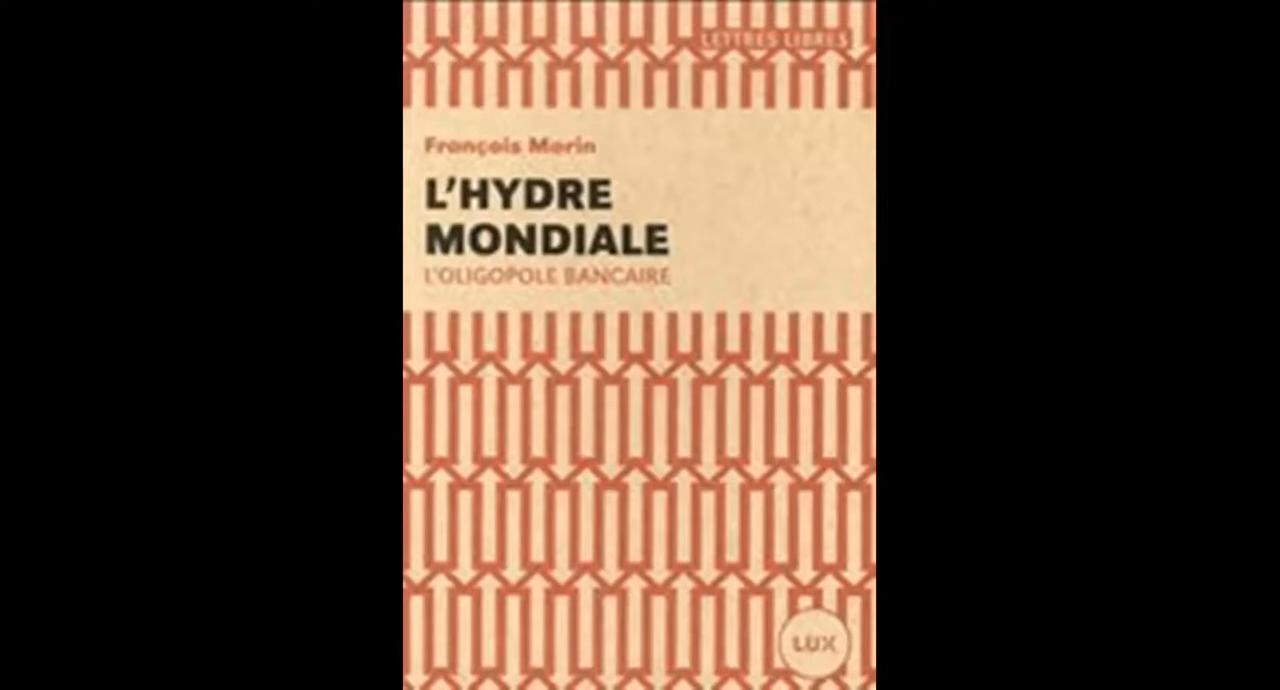 LETTRES LIBRES
François Morin
L'HYDRE
MONDIALE
L'OLIGOPOLE BANCAIRE
LUX